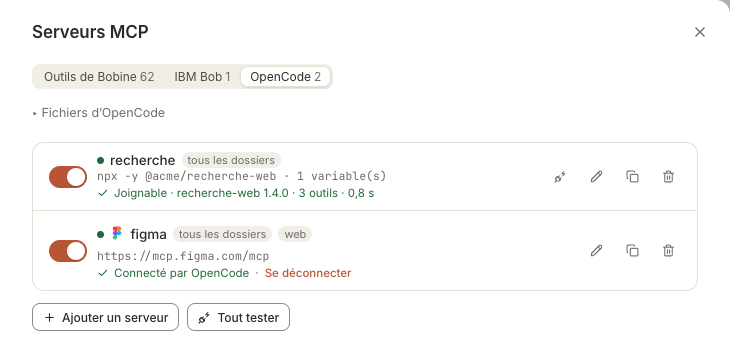 Serveurs MCP
Outils de Bobine 62 IBM Bob 1 OpenCode 2
Fichiers d’OpenCode
recherche tous les dossiers
npx -y @acme/recherche-web · 1 variable(s)
Joignable · recherche-web 1.4.0 · 3 outils · 0,8 s
figma tous les dossiers web
https://mcp.figma.com/mcp
Connecté par OpenCode · Se déconnecter
Ajouter un serveur Tout tester